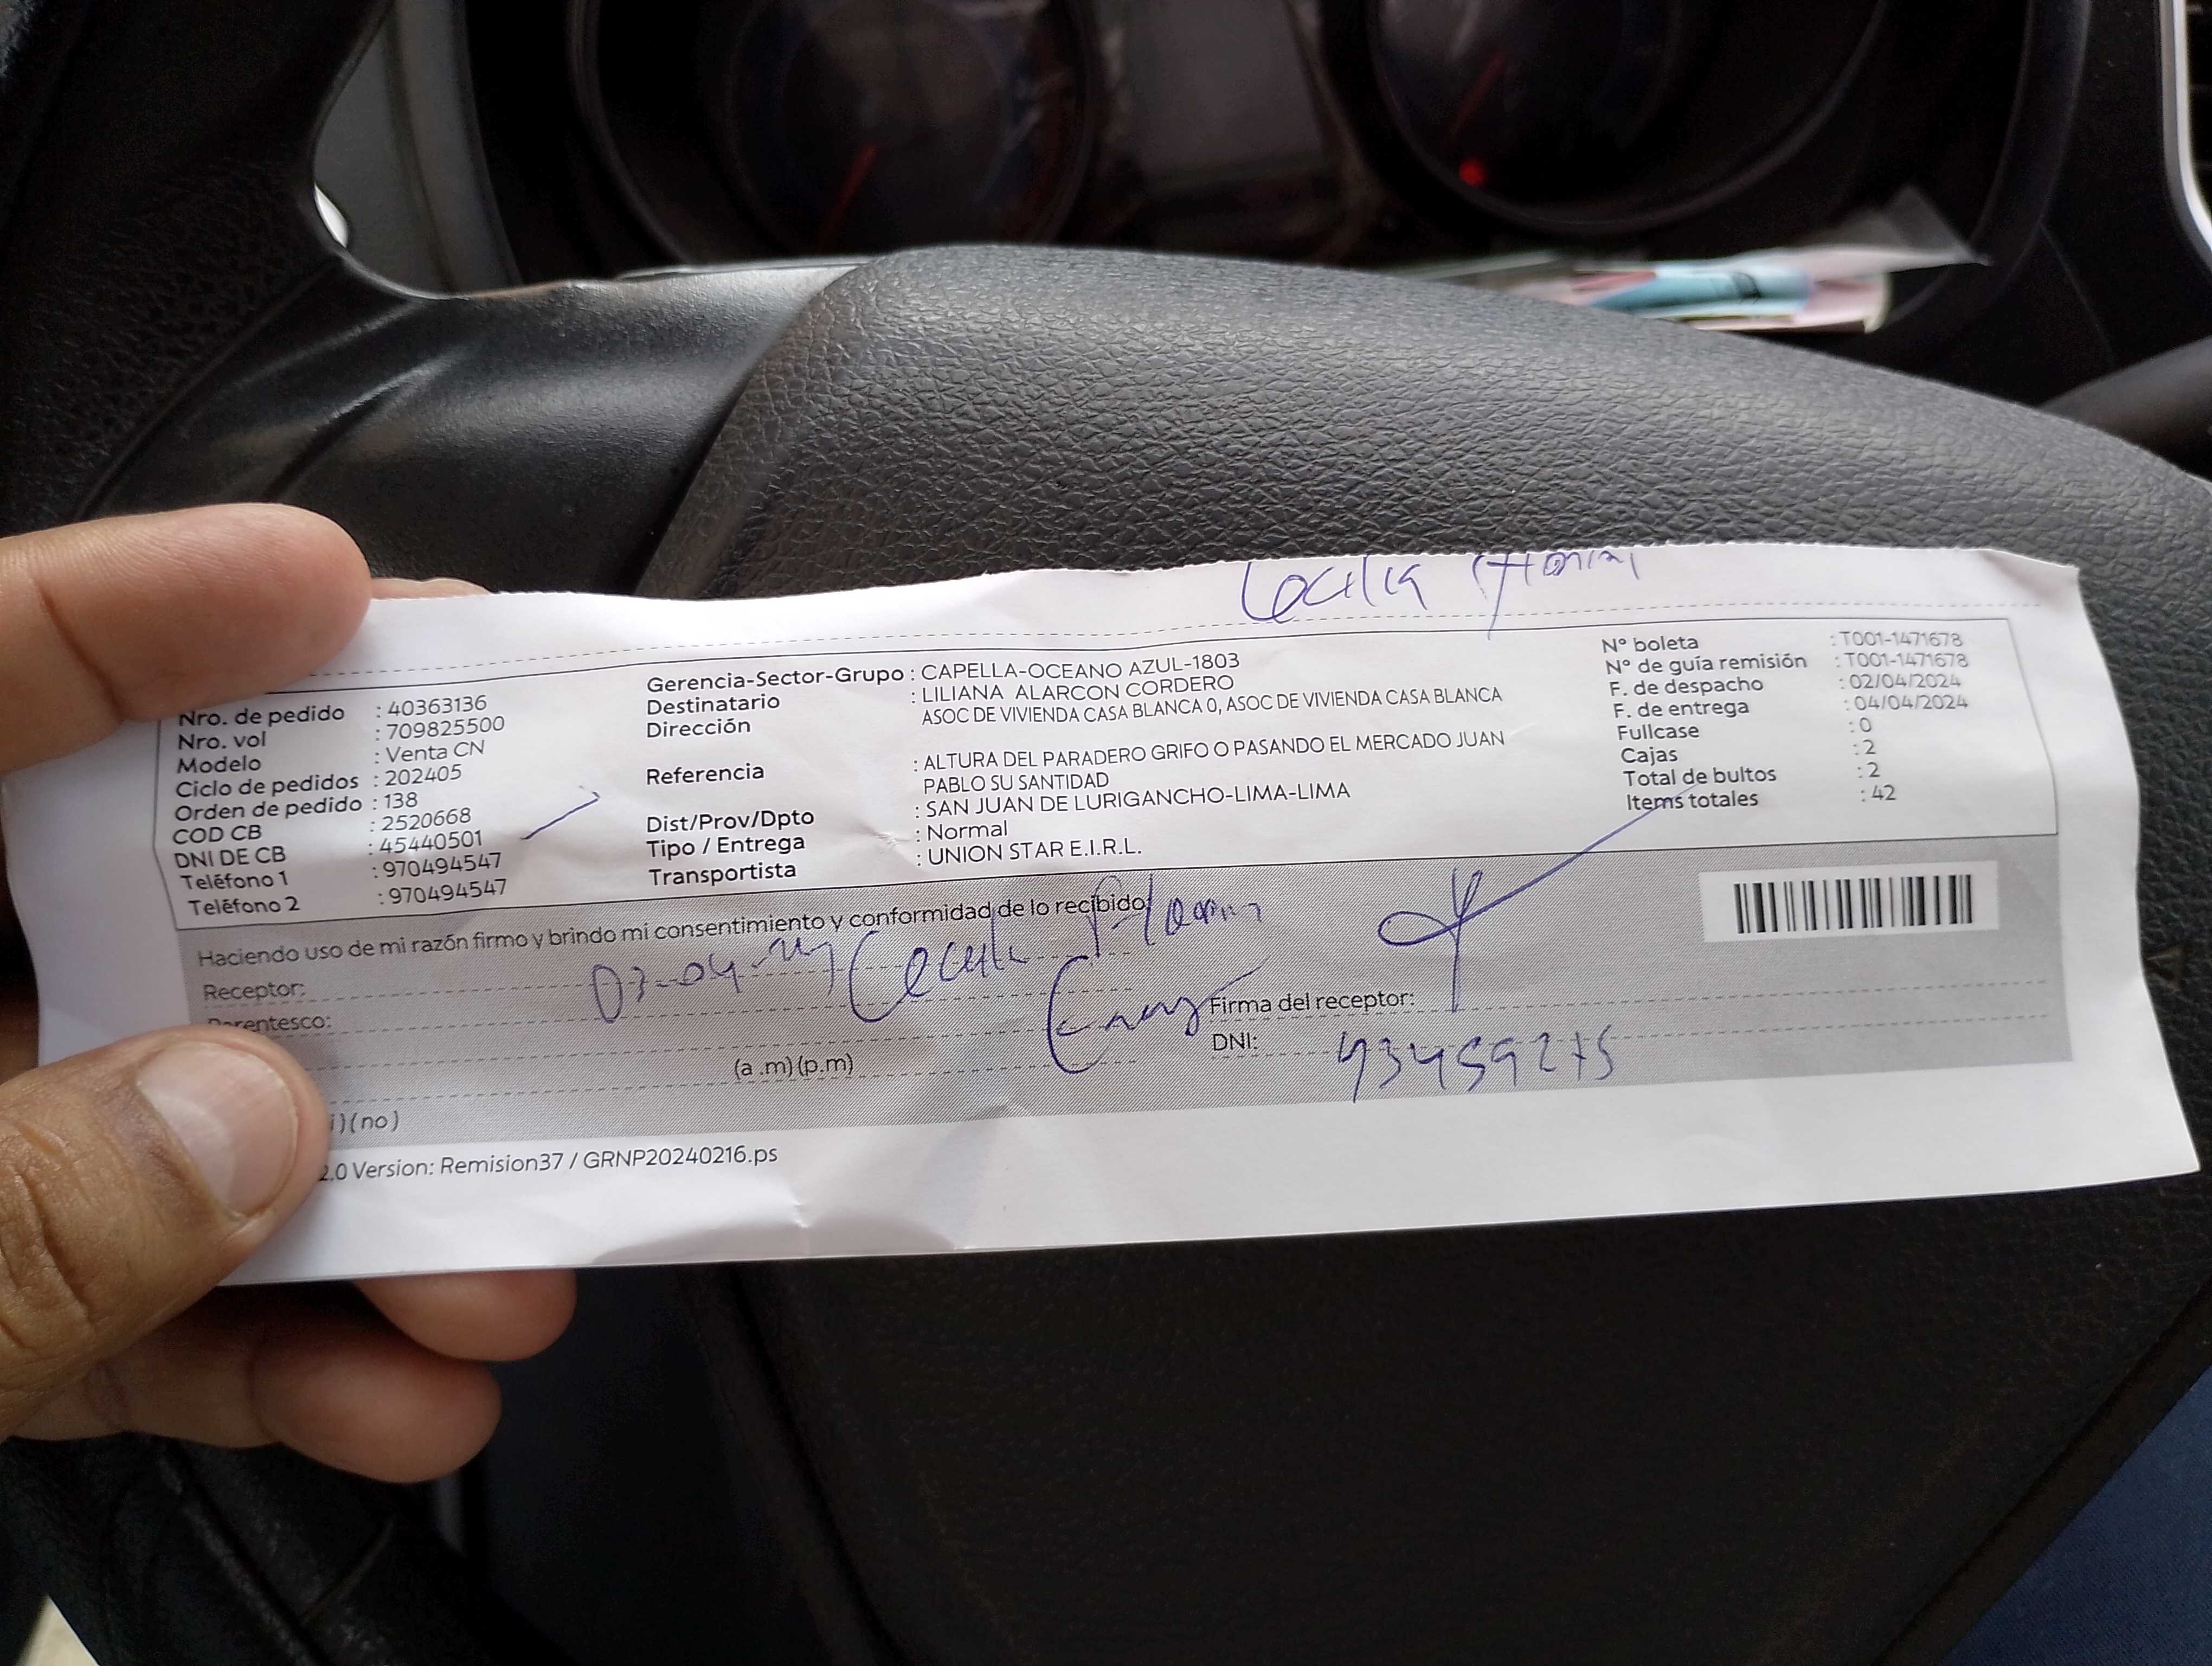 Nro. de pedido : 40363136
Nro. vol : 709825500
Modelo : Venta CN
Ciclo de pedidos : 202405
Orden de pedido : 138
COD CB : 2520668
DNI DE CB : 45440501
Teléfono 1 : 970494547
Teléfono 2 : 970494547
Gerencia-Sector-Grupo : CAPELLA-OCEANO AZUL-1803
Destinatario : LILIANA ALARCON CORDERO
Dirección ASOC DE VIVIENDA CASA BLANCA 0, ASOC DE VIVIENDA CASA BLANCA
Referencia : ALTURA DEL PARADERO GRIFO O PASANDO EL MERCADO JUAN
PABLO SU SANTIDAD
Dist/Prov/Dpto : SAN JUAN DE LURIGANCHO-LIMA-LIMA
Tipo / Entrega : Normal
Transportista : UNION STAR E.I.R.L.
N° boleta : T001-1471678
N° de guía remisión : T001-1471678
F. de despacho : 02/04/2024
F. de entrega : 04/04/2024
Fullcase : 0
Cajas : 2
Total de bultos : 2
Items totales : 42
Haciendo uso de mi razón firmo y brindo mi consentimiento y conformidad de lo recibido
Receptor:
Parentesco:
Firma del receptor:
(a .m)(p.m)
DNI:
i)(no)
2.0 Version: Remision37 / GRNP20240216.ps